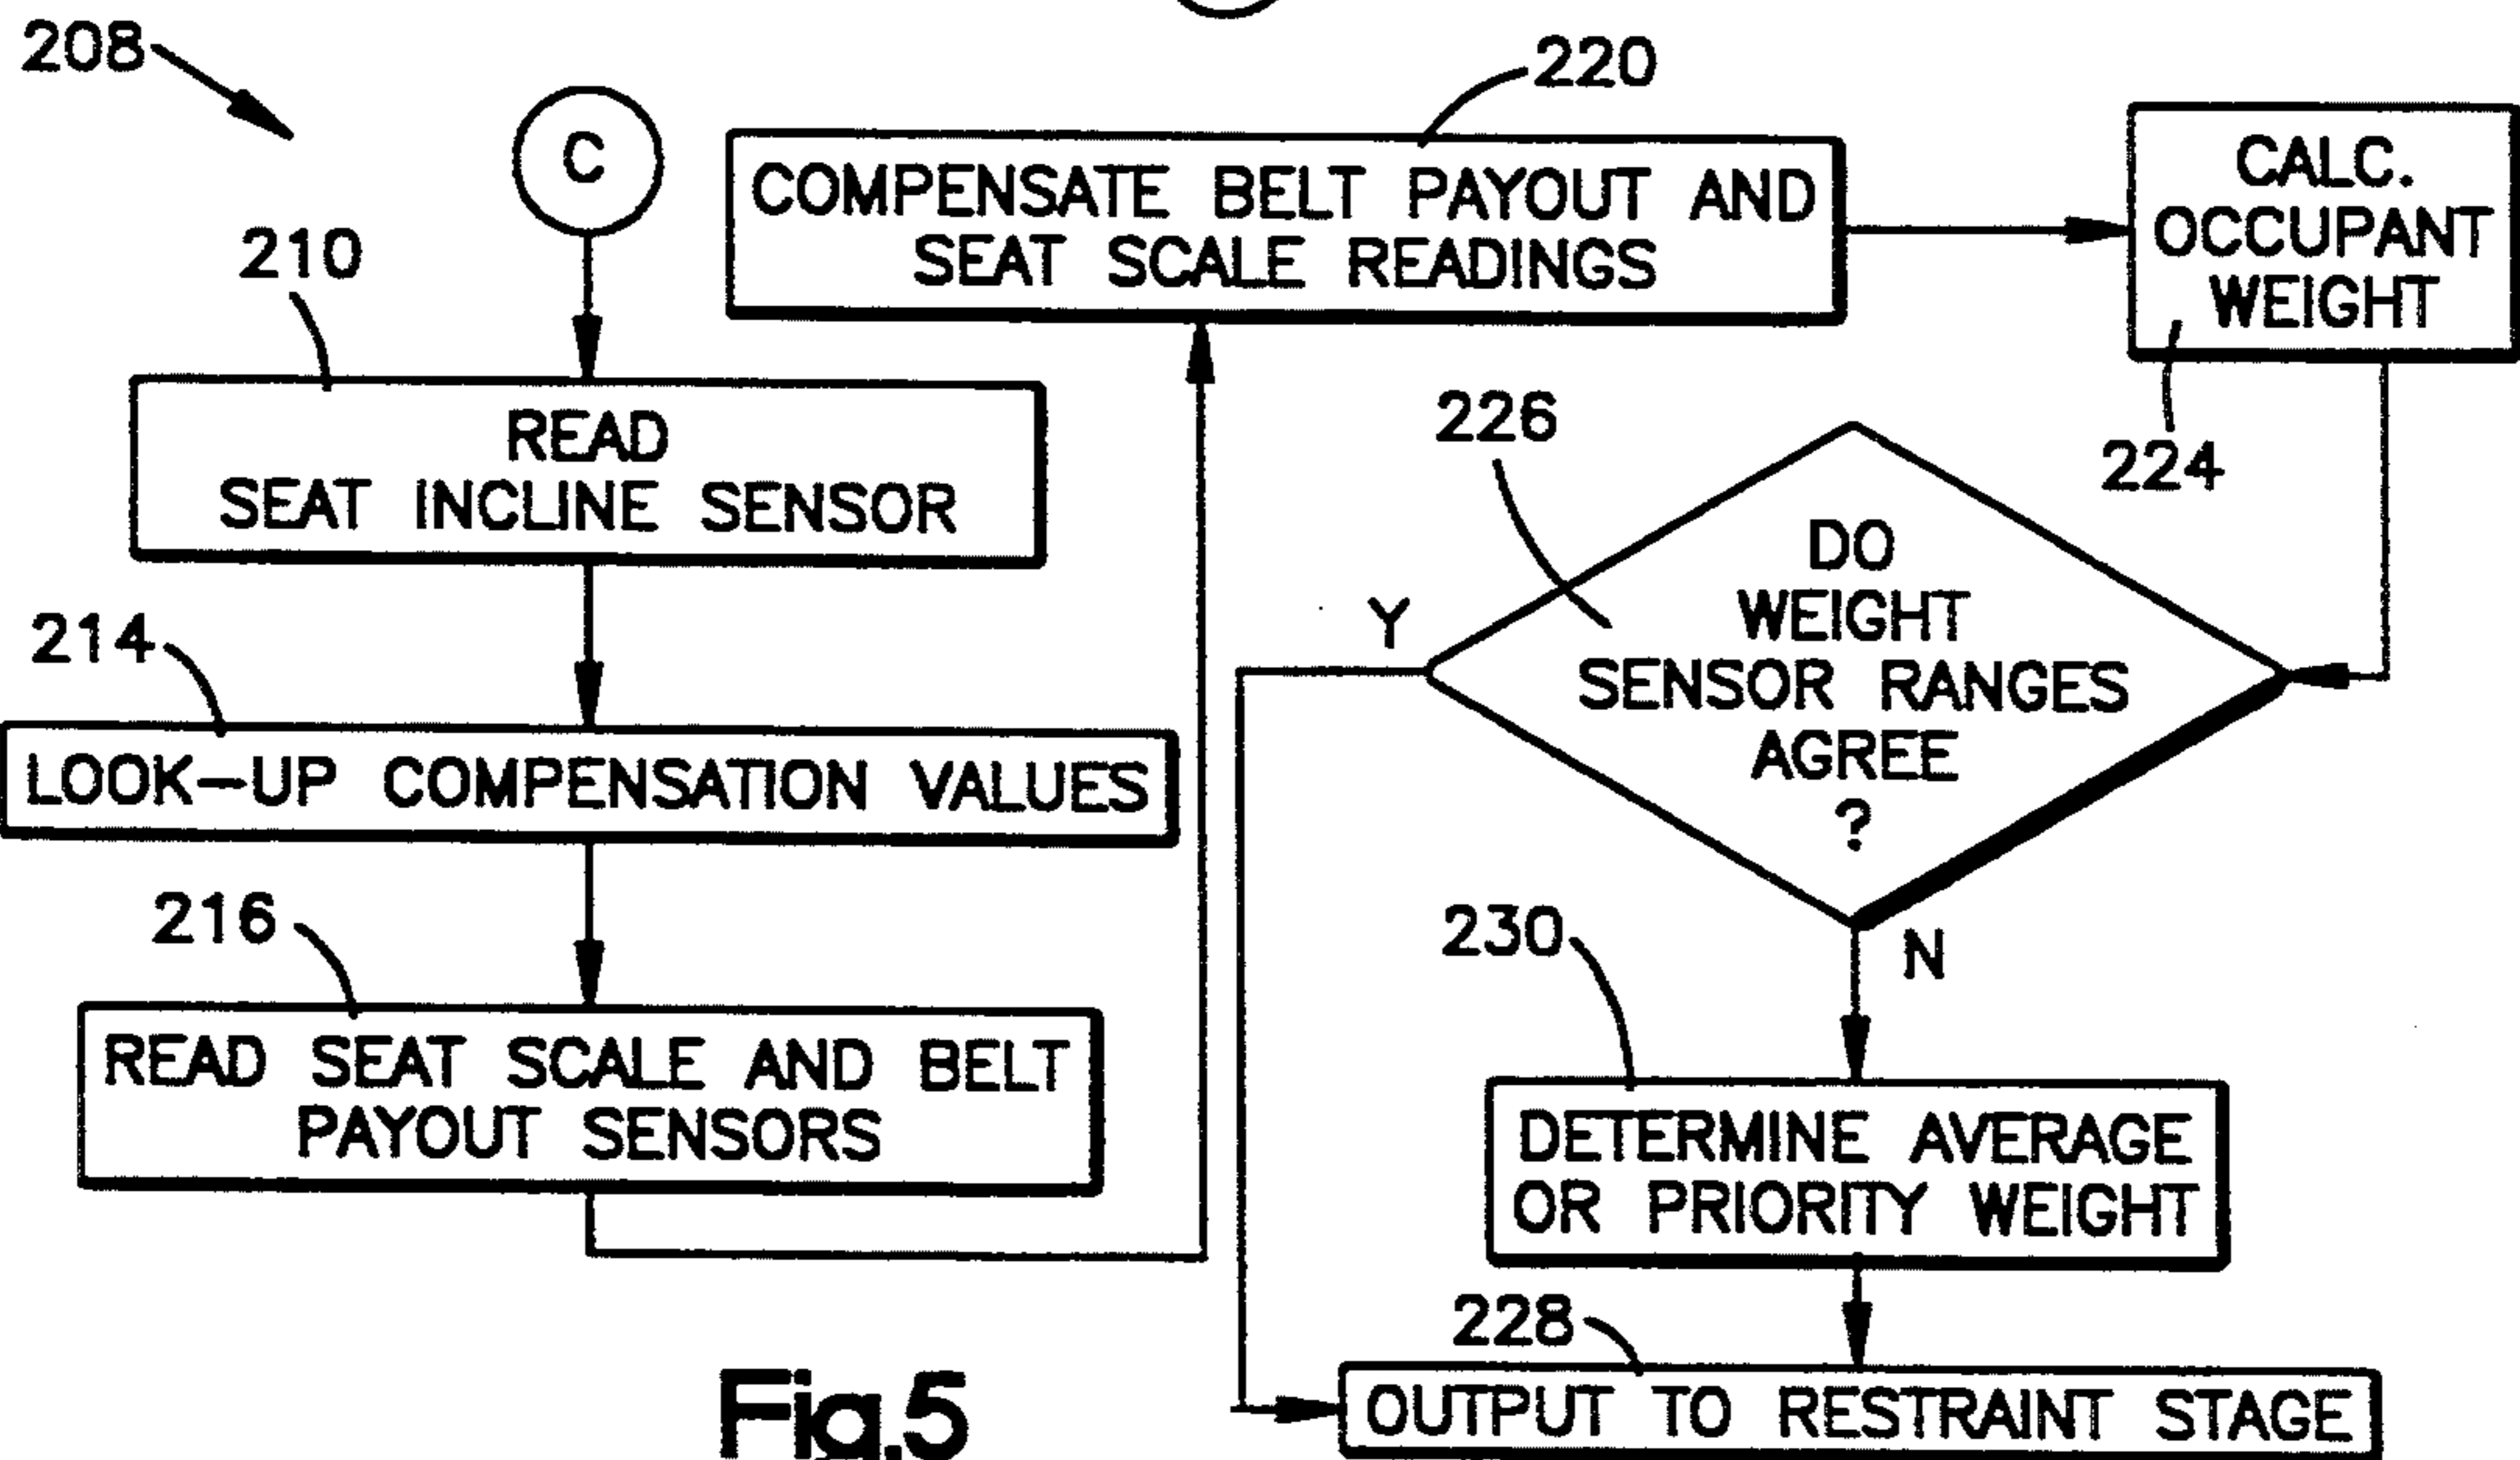 208
C
210
READ
SEAT INCLINE SENSOR
214
LOOK-UP COMPENSATION VALUES
216
READ SEAT SCALE AND BELT
PAYOUT SENSORS
220
COMPENSATE BELT PAYOUT AND
SEAT SCALE READINGS
CALC.
OCCUPANT
WEIGHT
224
226
DO
WEIGHT
SENSOR RANGES
AGREE
?
Y
N
230
DETERMINE AVERAGE
OR PRIORITY WEIGHT
228
OUTPUT TO RESTRAINT STAGE
Fig.5